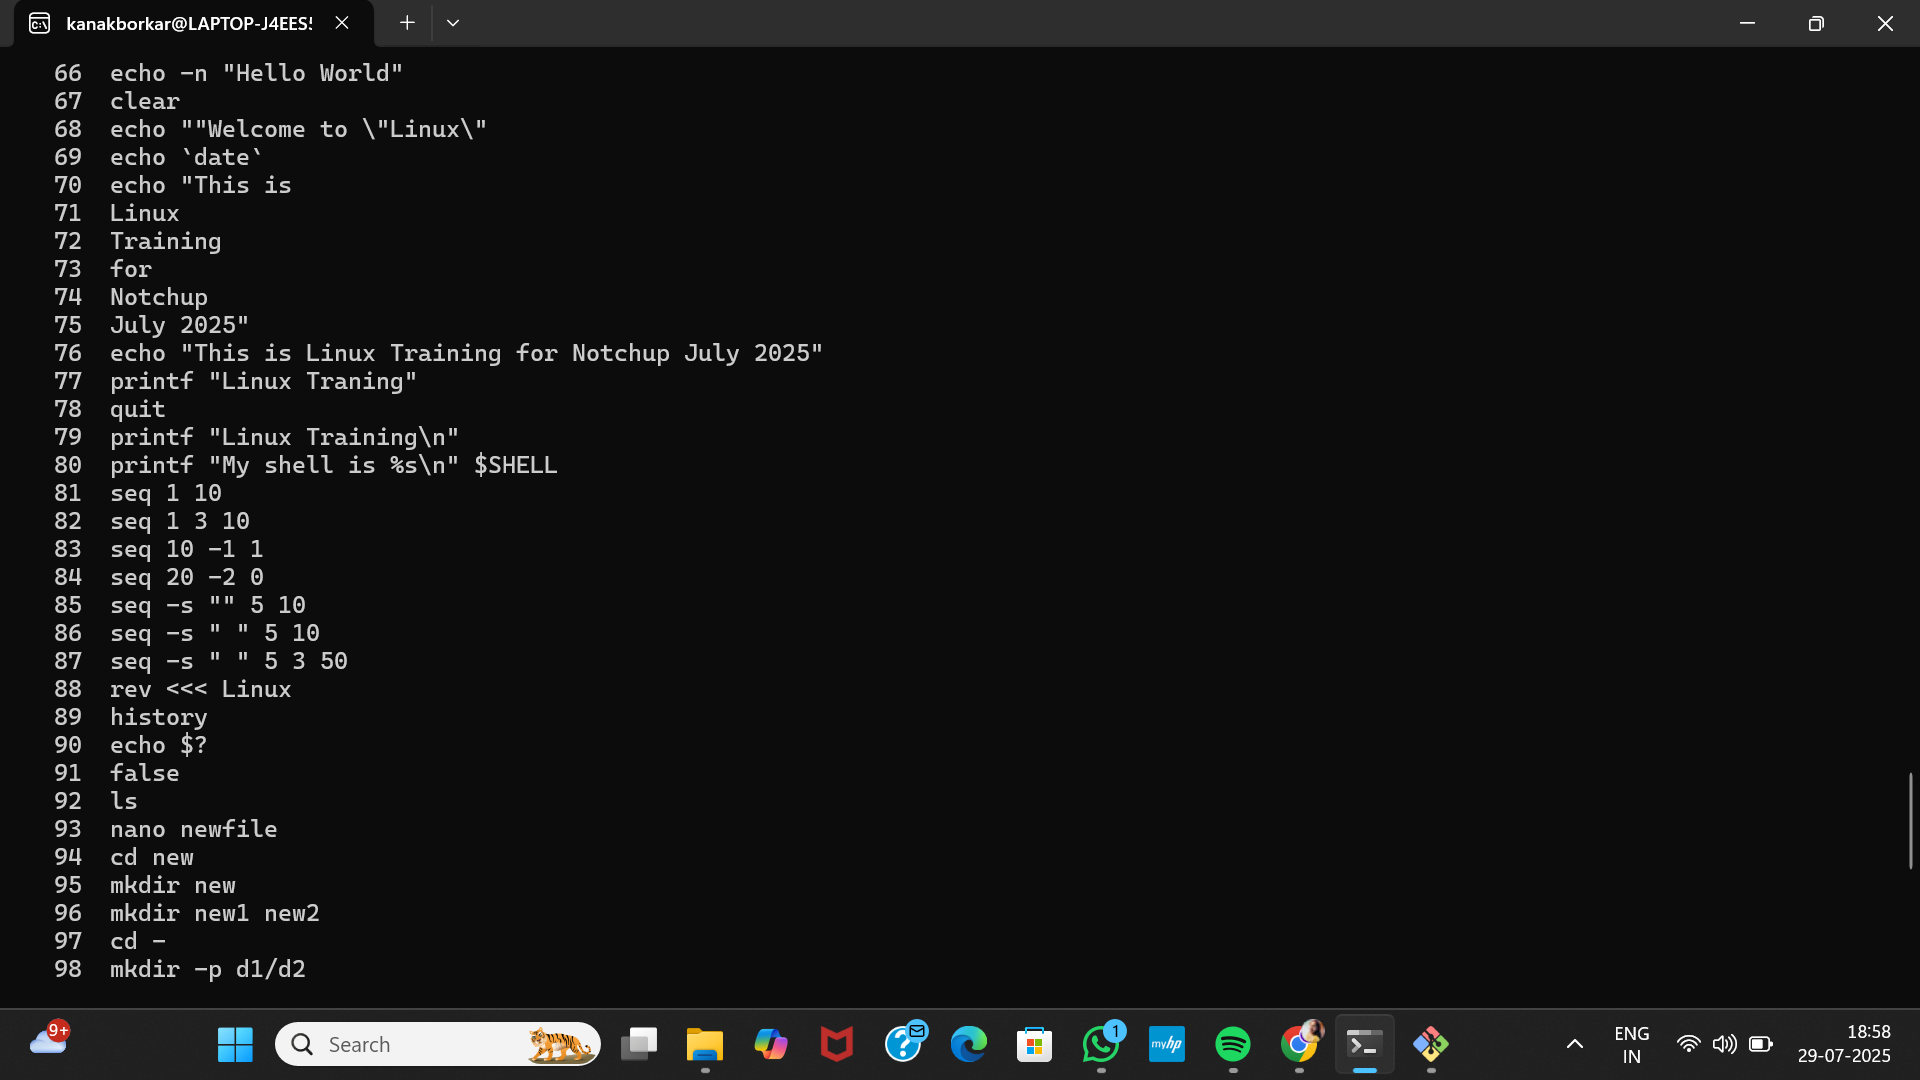 kanakborkar@LAPTOP-J4EES!
66 echo -n "Hello World"
67 clear
68 echo ""Welcome to \"Linux\"
69 echo `date`
70 echo "This is
71 Linux
72 Training
73 for
74 Notchup
75 July 2025"
76 echo "This is Linux Training for Notchup July 2025"
77 printf "Linux Traning"
78 quit
79 printf "Linux Training\n"
80 printf "My shell is %s\n" $SHELL
81 seq 1 10
82 seq 1 3 10
83 seq 10 -1 1
84 seq 20 -2 0
85 seq -s "" 5 10
86 seq -s " " 5 10
87 seq -s " " 5 3 50
88 rev <<< Linux
89 history
90 echo $?
91 false
92 ls
93 nano newfile
94 cd new
95 mkdir new
96 mkdir new1 new2
97 cd -
98 mkdir -p d1/d2
9+
Search
1
myhp
ENG
IN
18:58
29-07-2025